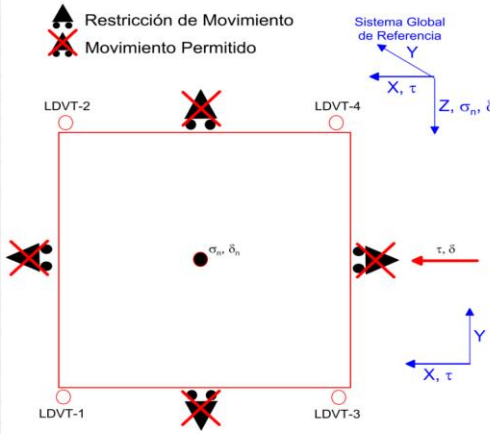 Restricción de Movimiento
Movimiento Permitido
Sistema Global
de Referencia
Y
X, τ
Z, σn, δ
LDVT-2
LDVT-4
σn, δn
τ, δ
Y
X, τ
LDVT-1
LDVT-3